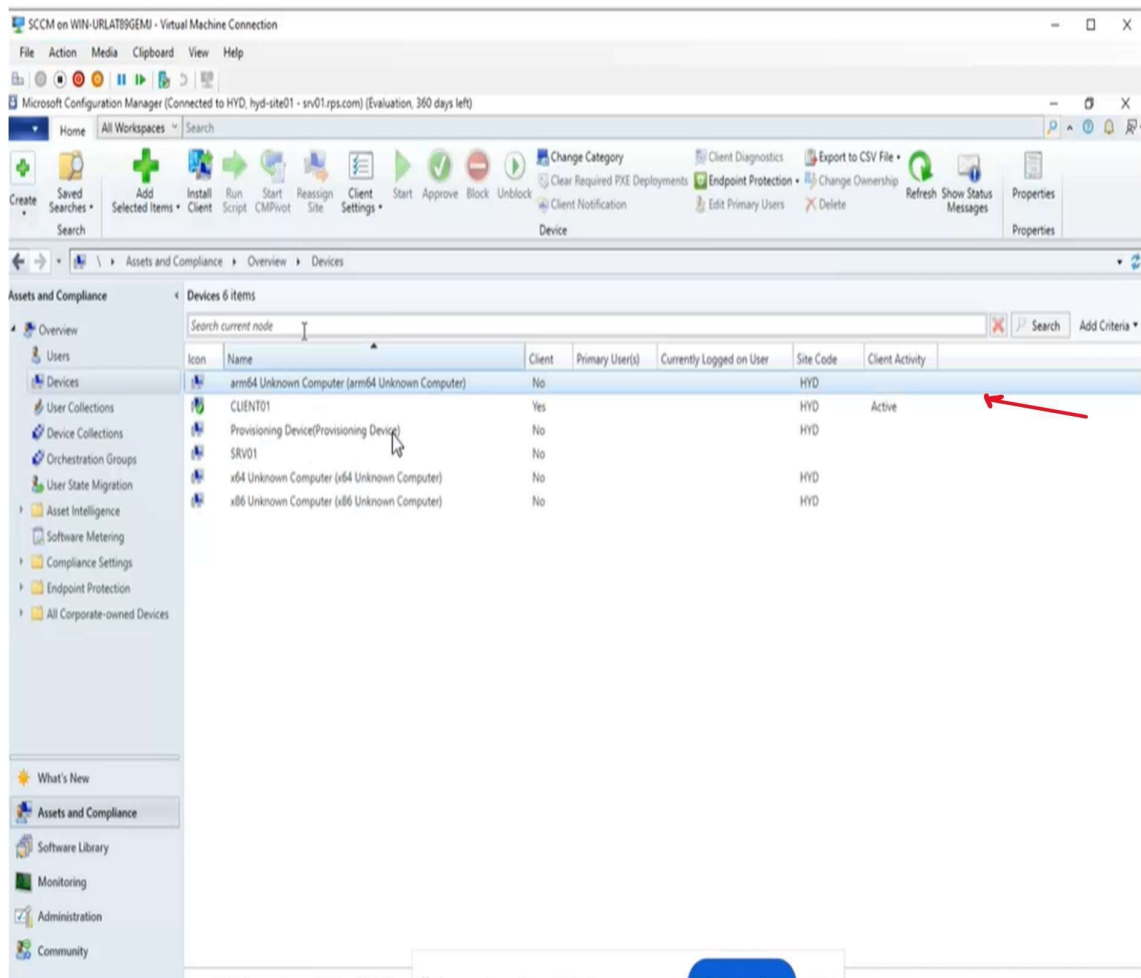 SCCM on WIN-URLAT89GEMJ - Virtual Machine Connection
File Action Media Clipboard View Help
Microsoft Configuration Manager (Connected to HYD, hyd-site01 - srv01.rps.com) (Evaluation, 360 days left)
Home All Workspaces Search
Create
Saved Searches
Search
Add Selected Items
Install Client
Run Script
Start CMPivot
Reassign Site
Client Settings
Start
Approve
Block
Unblock
Change Category
Clear Required PXE Deployments
Client Notification
Client Diagnostics
Endpoint Protection
Edit Primary Users
Export to CSV File
Change Ownership
Delete
Device
Refresh
Show Status Messages
Properties
Properties
\ Assets and Compliance Overview Devices
Assets and Compliance
Overview
Users
Devices
User Collections
Device Collections
Orchestration Groups
User State Migration
Asset Intelligence
Software Metering
Compliance Settings
Endpoint Protection
All Corporate-owned Devices
What's New
Assets and Compliance
Software Library
Monitoring
Administration
Community
Devices 6 items
Search current node Search Add Criteria
Icon Name Client Primary User(s) Currently Logged on User Site Code Client Activity
arm64 Unknown Computer (arm64 Unknown Computer) No HYD
CLIENT01 Yes HYD Active
Provisioning Device(Provisioning Device) No HYD
SRV01 No
x64 Unknown Computer (x64 Unknown Computer) No HYD
x86 Unknown Computer (x86 Unknown Computer) No HYD